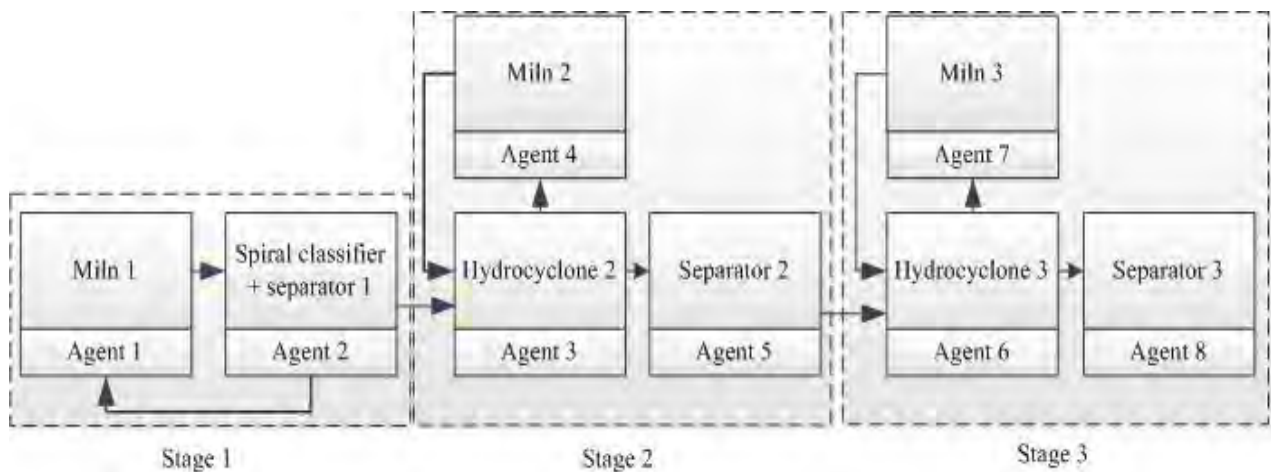 Miln 1
Agent 1
Spiral classifier
+ separator 1
Agent 2
Stage 1
Miln 2
Agent 4
Hydrocyclone 2
Agent 3
Separator 2
Agent 5
Stage 2
Miln 3
Agent 7
Hydrocyclone 3
Agent 6
Separator 3
Agent 8
Stage 3